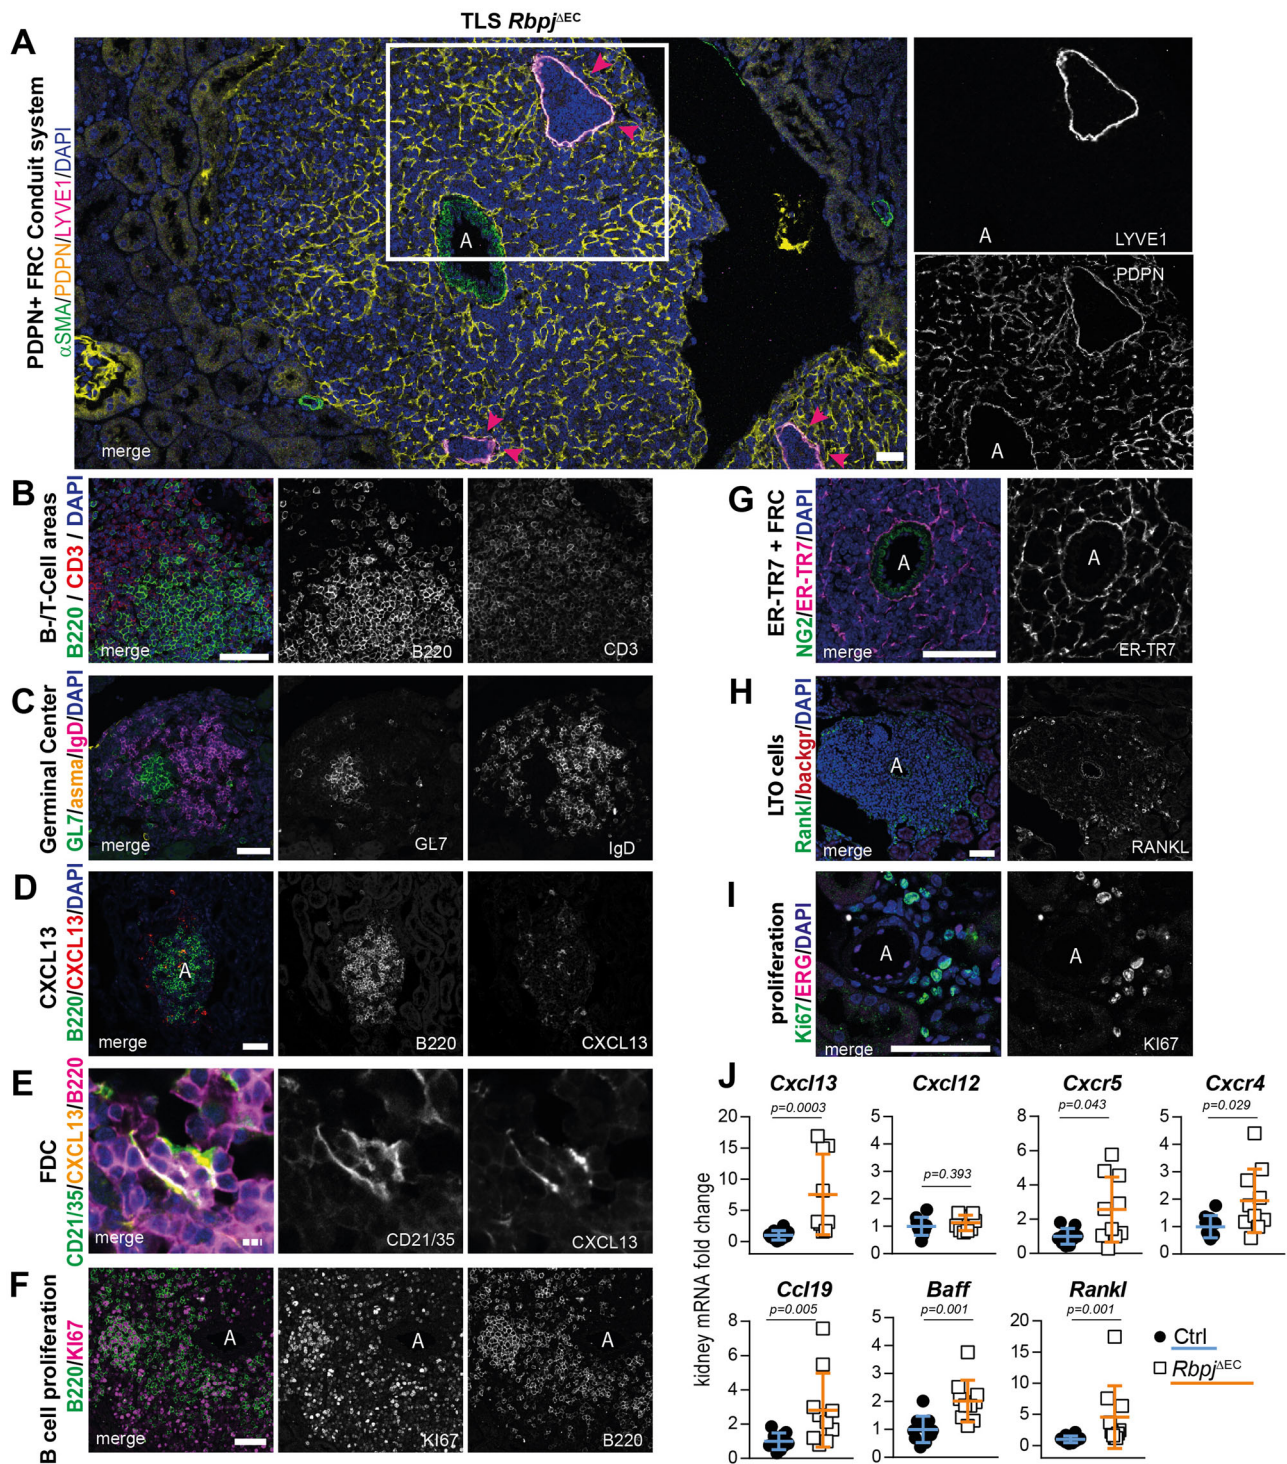 TLS Rbpj^ΔEC
A
PDPN+ FRC Conduit system
αSMA/PDPN/LYVE1/DAPI
A
merge
A
LYVE1
PDPN
A
B
B-/T-Cell areas
B220 / CD3 / DAPI
merge
B220
CD3
C
Germinal Center
GL7/asma/IgD/DAPI
merge
GL7
IgD
D
CXCL13
B220/CXCL13/DAPI
A
merge
B220
CXCL13
E
FDC
CD21/35/CXCL13/B220
merge
CD21/35
CXCL13
F
B cell proliferation
B220/KI67
A
A
A
merge
KI67
B220
G
ER-TR7 + FRC
NG2/ER-TR7/DAPI
A
A
merge
ER-TR7
H
LTO cells
Rankl/backgr/DAPI
A
merge
RANKL
I
proliferation
Ki67/ERG/DAPI
A
A
merge
KI67
J
kidney mRNA fold change
Cxcl13
p=0.0003
20
15
10
5
0
Cxcl12
p=0.393
5
4
3
2
1
0
Cxcr5
p=0.043
8
6
4
2
0
Cxcr4
p=0.029
5
4
3
2
1
0
Ccl19
p=0.005
8
6
4
2
0
Baff
p=0.001
5
4
3
2
1
0
Rankl
p=0.001
20
15
10
5
0
Ctrl
Rbpj^ΔEC